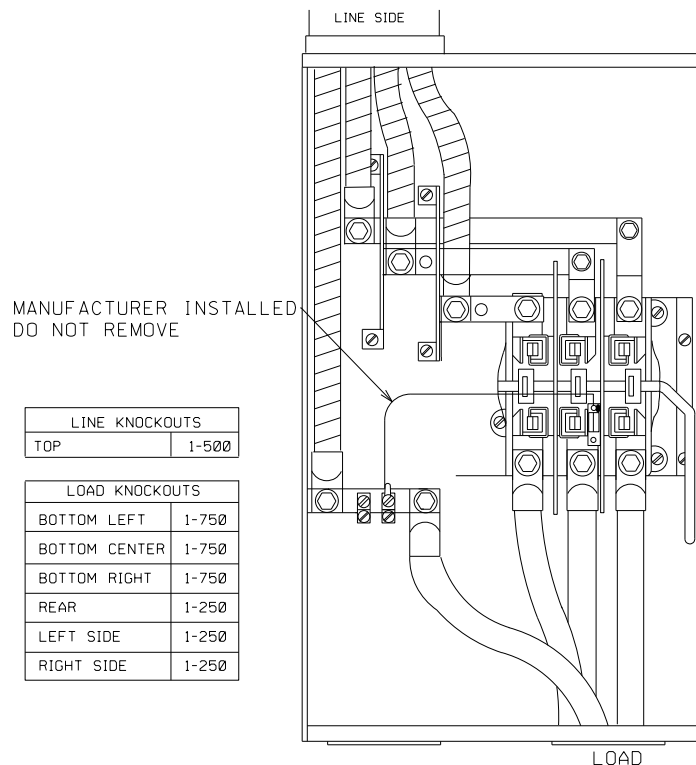 LINE SIDE
MANUFACTURER INSTALLED
DO NOT REMOVE
LINE KNOCKOUTS
TOP 1-500
LOAD KNOCKOUTS
BOTTOM LEFT 1-750
BOTTOM CENTER 1-750
BOTTOM RIGHT 1-750
REAR 1-250
LEFT SIDE 1-250
RIGHT SIDE 1-250
LOAD